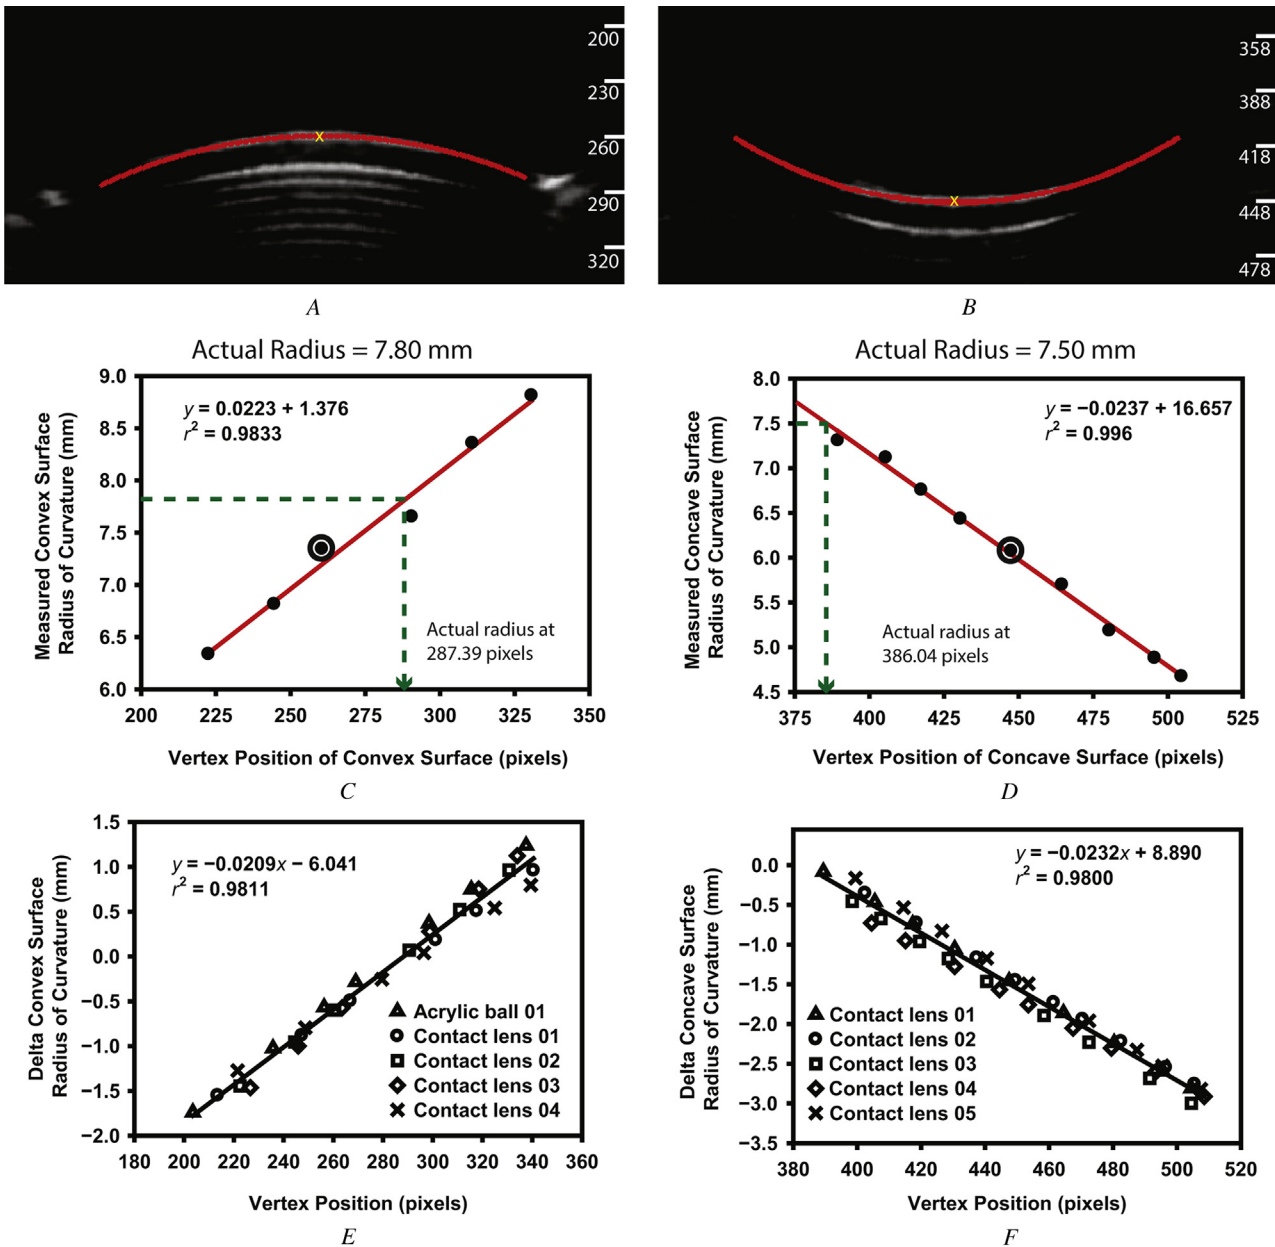 200
230
260
290
320
A
358
388
418
448
478
B
Actual Radius = 7.80 mm
Measured Convex Surface
Radius of Curvature (mm)
9.0
8.5
8.0
7.5
7.0
6.5
6.0
y = 0.0223 + 1.376
r² = 0.9833
Actual radius at
287.39 pixels
200 225 250 275 300 325 350
Vertex Position of Convex Surface (pixels)
C
Actual Radius = 7.50 mm
Measured Concave Surface
Radius of Curvature (mm)
8.0
7.5
7.0
6.5
6.0
5.5
5.0
4.5
y = −0.0237 + 16.657
r² = 0.996
Actual radius at
386.04 pixels
375 400 425 450 475 500 525
Vertex Position of Concave Surface (pixels)
D
Delta Convex Surface
Radius of Curvature (mm)
1.5
1.0
0.5
0.0
−0.5
−1.0
−1.5
−2.0
y = −0.0209x − 6.041
r² = 0.9811
Acrylic ball 01
Contact lens 01
Contact lens 02
Contact lens 03
Contact lens 04
180 200 220 240 260 280 300 320 340 360
Vertex Position (pixels)
E
Delta Concave Surface
Radius of Curvature (mm)
0.0
−0.5
−1.0
−1.5
−2.0
−2.5
−3.0
−3.5
y = −0.0232x + 8.890
r² = 0.9800
Contact lens 01
Contact lens 02
Contact lens 03
Contact lens 04
Contact lens 05
380 400 420 440 460 480 500 520
Vertex Position (pixels)
F